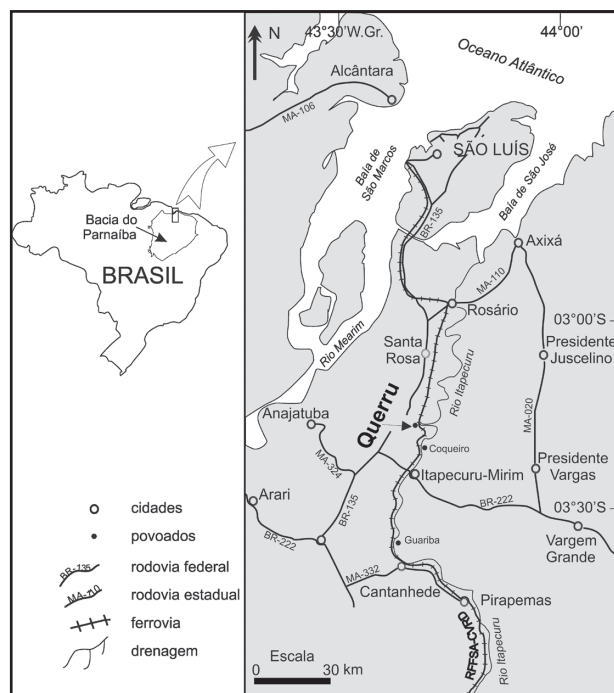 43°30' W.Gr.
44°00'
N
Oceano Atlântico
Alcântara
MA-106
SÃO LUÍS
Baía de
São Marcos
Baía de São José
BR-135
Bacia do
Parnaíba
BRASIL
Axixá
MA-110
Rosário
03°00'S
Rio Mearim
Santa
Rosa
Rio Itapecuru
Presidente
Juscelino
MA-020
Querru
Anajatuba
Coqueiro
MA-324
Itapecuru-Mirim
Presidente
Vargas
Arari
BR-135
BR-222
03°30'S
BR-222
Guariba
Vargem
Grande
MA-332
Cantanhede
Pirapemas
RFFSA-CVRD
Rio Itapecuru
Escala
0 30 km
cidades
povoados
BR-135 rodovia federal
MA-110 rodovia estadual
ferrovia
drenagem